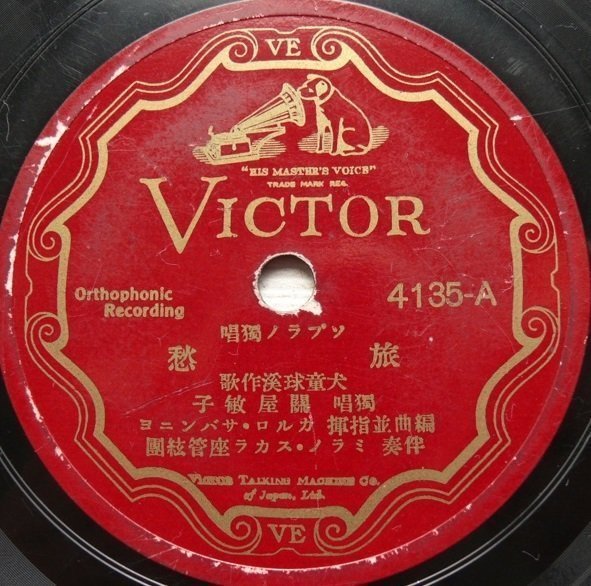 VE
"HIS MASTER'S VOICE"
TRADE MARK REG.
VICTOR
Orthophonic
Recording
4135-A
ソプラノ獨唱
旅愁
犬童球溪作歌
獨唱 關屋敏子
編曲並指揮 カルロ・サバンニヨ
伴奏 ミラノ・スカラ座管絃團
VICTOR TALKING MACHINE CO.
of Japan, Ltd.
VE